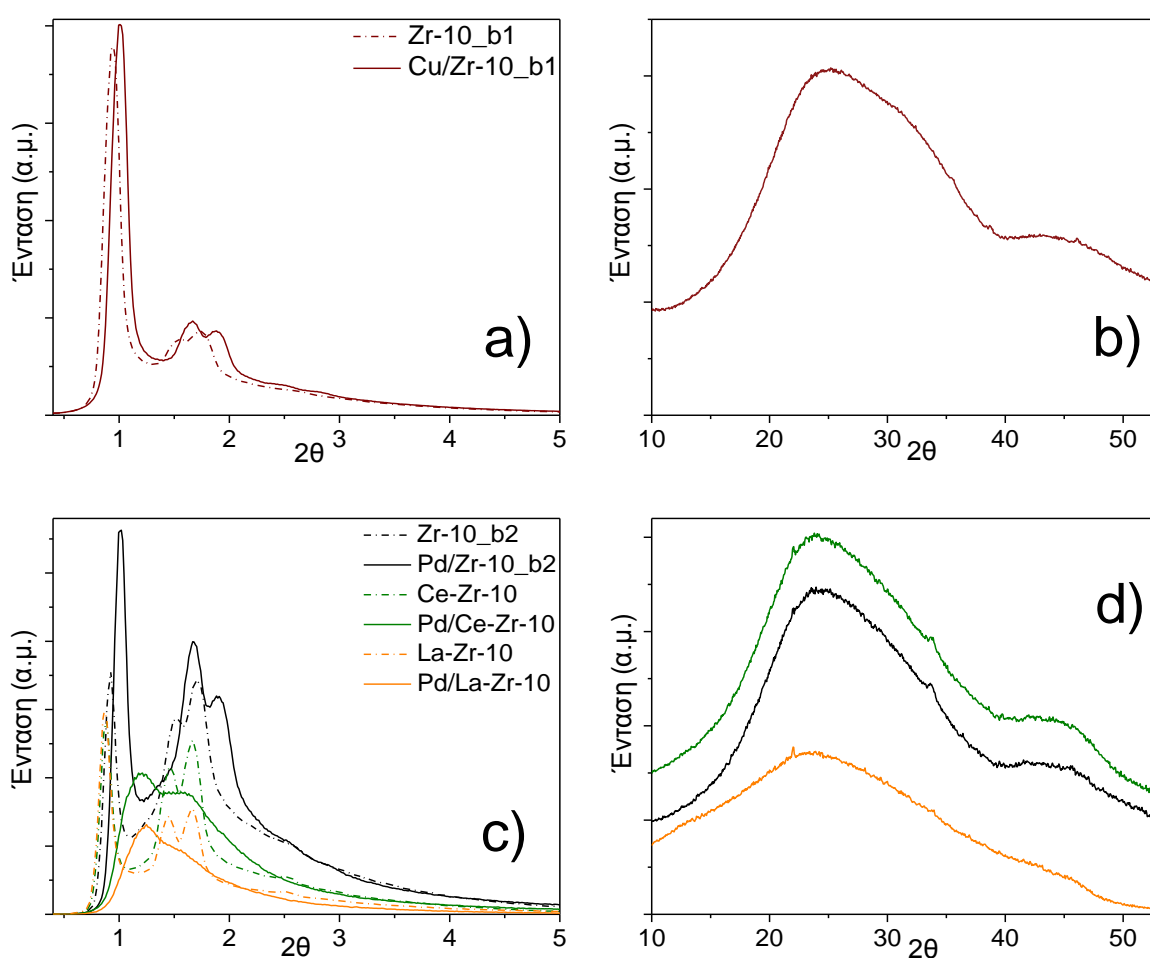 Zr-10_b1
Cu/Zr-10_b1
Ένταση (α.μ.)
a)
1 2 3 4 5
2θ
Ένταση (α.μ.)
b)
10 20 30 40 50
2θ
Zr-10_b2
Pd/Zr-10_b2
Ce-Zr-10
Pd/Ce-Zr-10
La-Zr-10
Pd/La-Zr-10
Ένταση (α.μ.)
c)
1 2 3 4 5
2θ
Ένταση (α.μ.)
d)
10 20 30 40 50
2θ